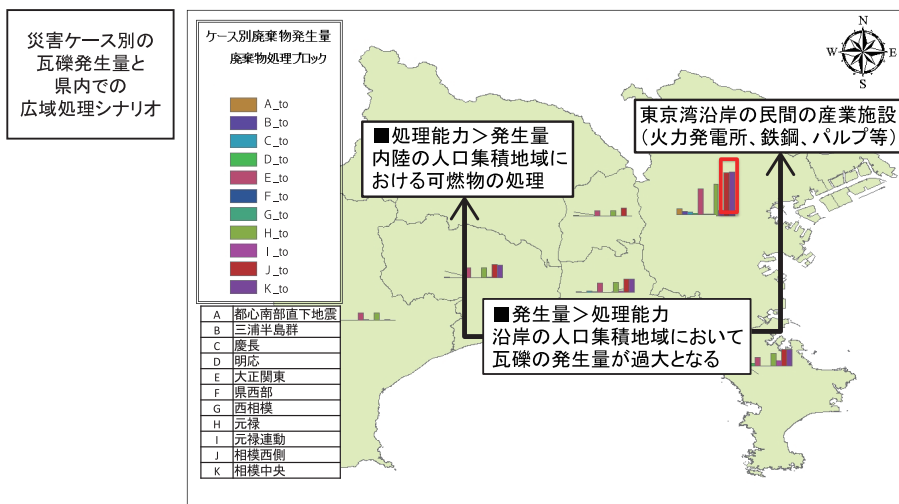 災害ケース別の
瓦礫発生量と
県内での
広域処理シナリオ
ケース別廃棄物発生量
廃棄物処理ブロック
A_to
B_to
C_to
D_to
E_to
F_to
G_to
H_to
I_to
J_to
K_to
A 都心南部直下地震
B 三浦半島群
C 慶長
D 明応
E 大正関東
F 県西部
G 西相模
H 元禄
I 元禄連動
J 相模西側
K 相模中央
■処理能力>発生量
内陸の人口集積地域に
おける可燃物の処理
東京湾沿岸の民間の産業施設
(火力発電所、鉄鋼、パルプ等)
■発生量>処理能力
沿岸の人口集積地域において
瓦礫の発生量が過大となる
N
W
E
S